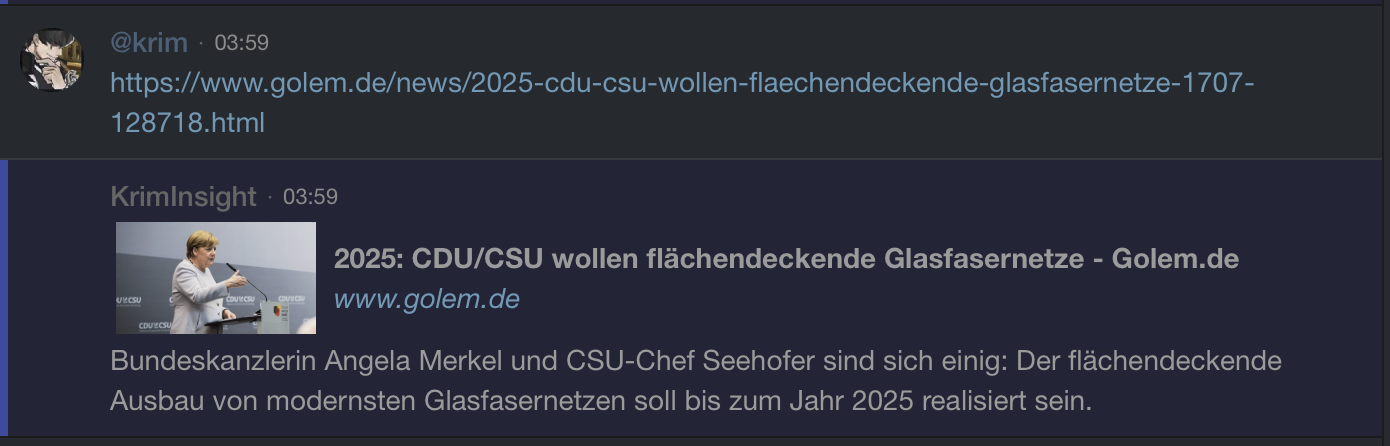 @krim · 03:59
https://www.golem.de/news/2025-cdu-csu-wollen-flaechendeckende-glasfasernetze-1707-
128718.html
KrimInsight · 03:59
2025: CDU/CSU wollen flächendeckende Glasfasernetze - Golem.de
www.golem.de
CDU CSU
CDU CSU
CDU CSU
Bundeskanzlerin Angela Merkel und CSU-Chef Seehofer sind sich einig: Der flächendeckende
Ausbau von modernsten Glasfasernetzen soll bis zum Jahr 2025 realisiert sein.